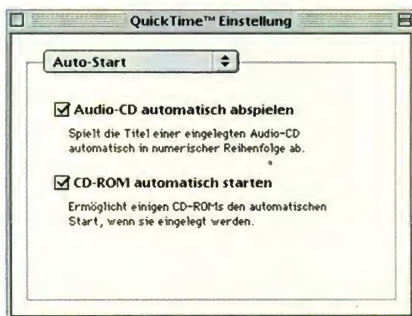 QuickTime™ Einstellung
Auto-Start
Audio-CD automatisch abspielen
Spielt die Titel einer eingelegten Audio-CD
automatisch in numerischer Reihenfolge ab.
CD-ROM automatisch starten
Ermöglicht einigen CD-ROMs den automatischen
Start, wenn sie eingelegt werden.